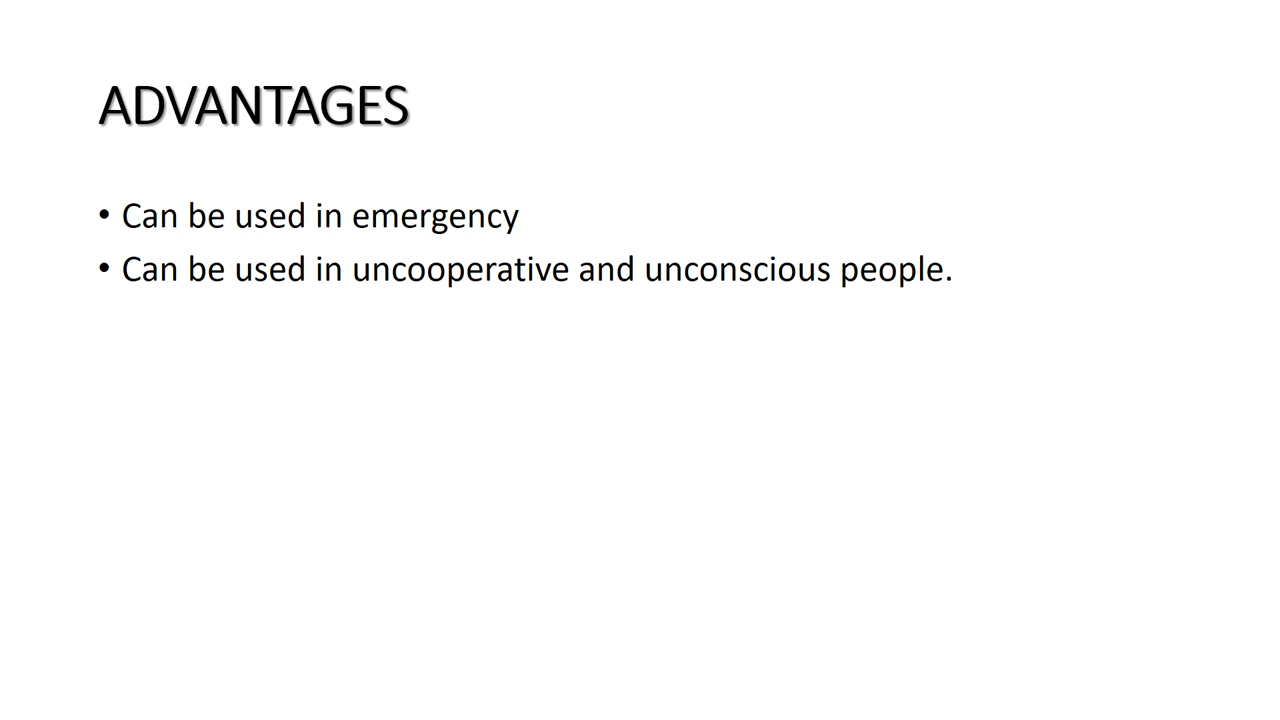 ADVANTAGES
• Can be used in emergency
• Can be used in uncooperative and unconscious people.